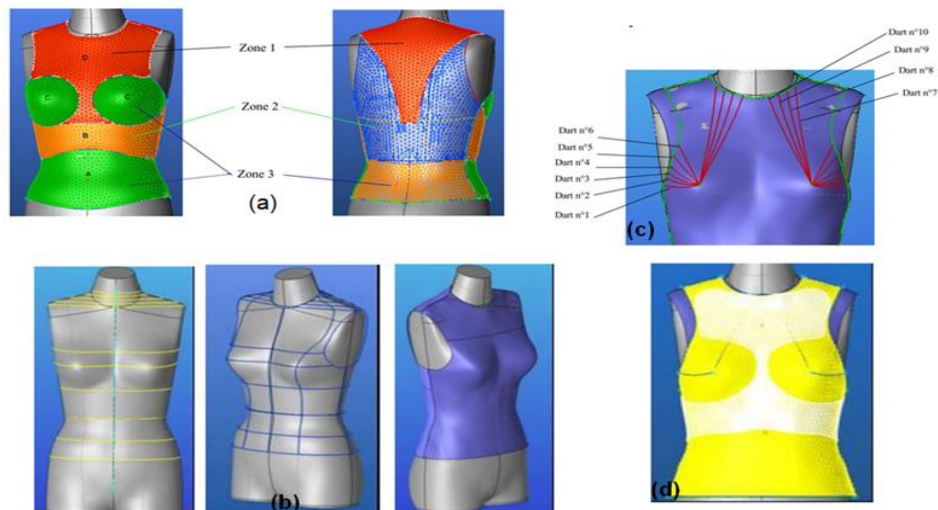 Zone 1
D
C
C
Zone 2
B
A
Zone 3
(a)
Dart n°10
Dart n°9
Dart n°8
Dart n°7
Dart n°6
Dart n°5
Dart n°4
Dart n°3
Dart n°2
Dart n°1
(c)
(b)
(d)